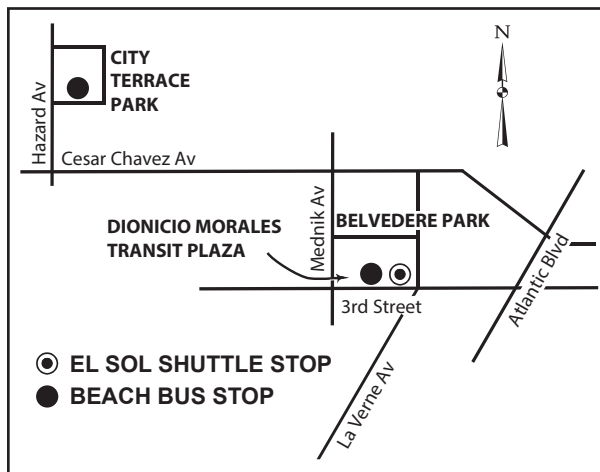 N
CITY
TERRACE
PARK
Hazard Av
Cesar Chavez Av
Mednik Av
BELVEDERE PARK
DIONICIO MORALES
TRANSIT PLAZA
Atlantic Blvd
3rd Street
La Verne Av
EL SOL SHUTTLE STOP
BEACH BUS STOP